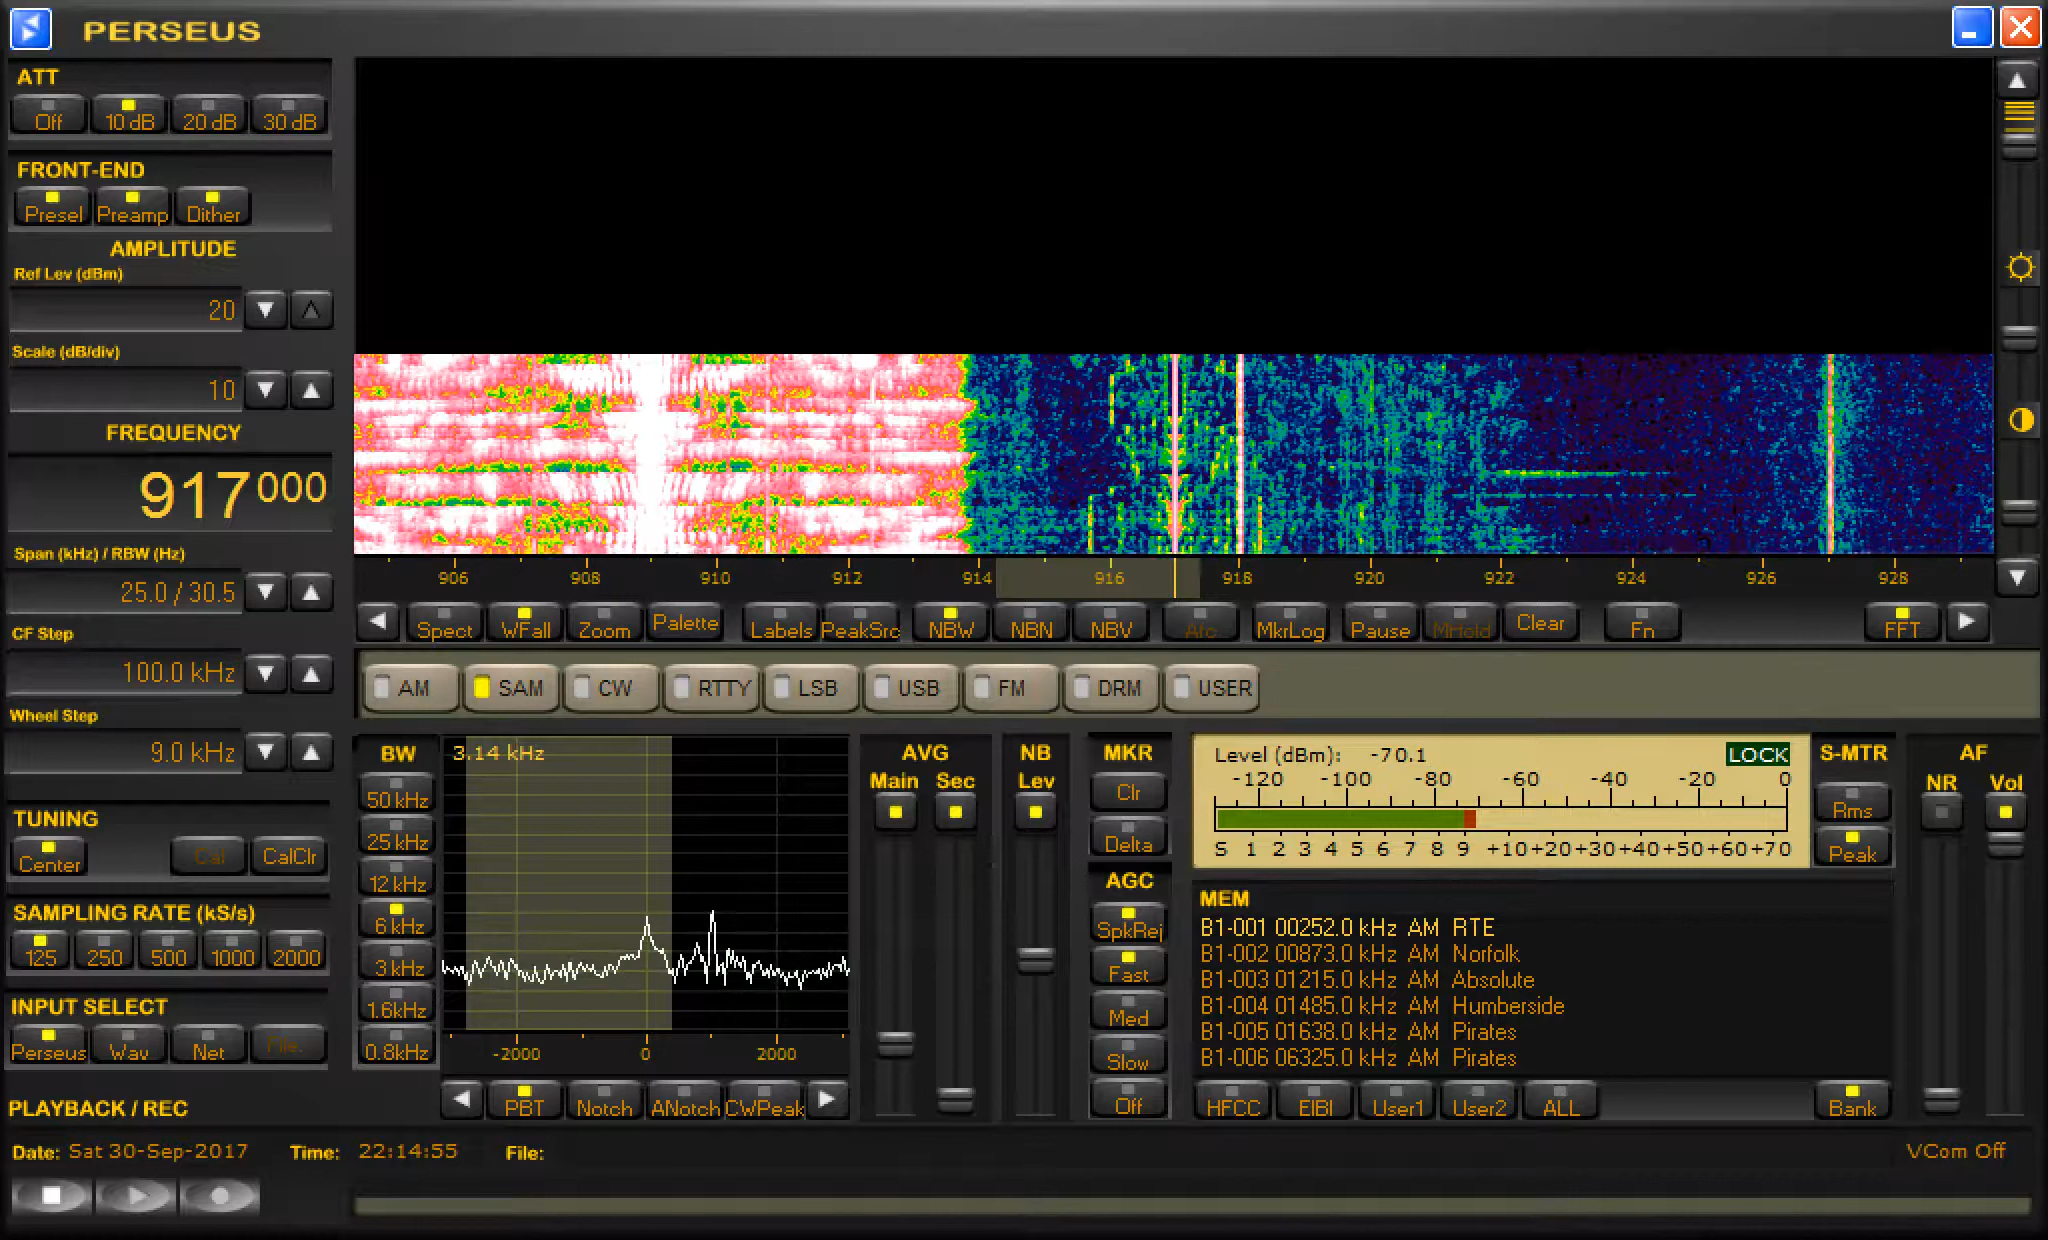 PERSEUS
ATT
Off 10 dB 20 dB 30 dB
FRONT-END
Presel Preamp Dither
AMPLITUDE
Ref Lev (dBm)
20
Scale (dB/div)
10
FREQUENCY
917000
Span (kHz) / RBW (Hz)
25.0 / 30.5
CF Step
100.0 kHz
Wheel Step
9.0 kHz
TUNING
Center Cal CalClr
SAMPLING RATE (kS/s)
125 250 500 1000 2000
INPUT SELECT
Perseus Wav Net File.
PLAYBACK / REC
906 908 910 912 914 916 918 920 922 924 926 928
Spect WFall Zoom Palette Labels PeakSrc NBW NBN NBV Afc MkrLog Pause MHold Clear Fn FFT
AM SAM CW RTTY LSB USB FM DRM USER
BW
50 kHz
25 kHz
12 kHz
6 kHz
3 kHz
1.6kHz
0.8kHz
3.14 kHz
-2000 0 2000
PBT Notch ANotch CWPeak
AVG
Main Sec
NB
Lev
MKR
Clr
Delta
AGC
SpkRej
Fast
Med
Slow
Off
Level (dBm): -70.1 LOCK
-120 -100 -80 -60 -40 -20 0
S 1 2 3 4 5 6 7 8 9 +10+20+30+40+50+60+70
S-MTR
Rms
Peak
AF
NR Vol
MEM
B1-001 00252.0 kHz AM RTE
B1-002 00873.0 kHz AM Norfolk
B1-003 01215.0 kHz AM Absolute
B1-004 01485.0 kHz AM Humberside
B1-005 01638.0 kHz AM Pirates
B1-006 06325.0 kHz AM Pirates
HFCC EIBI User1 User2 ALL Bank
Date: Sat 30-Sep-2017 Time: 22:14:55 File:
VCom Off